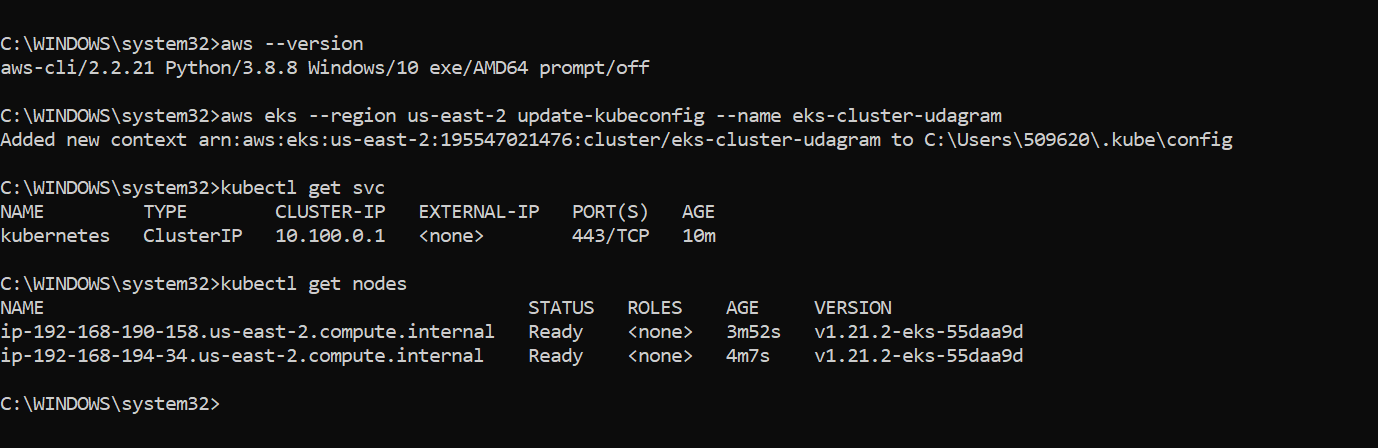 C:\WINDOWS\system32>aws --version
aws-cli/2.2.21 Python/3.8.8 Windows/10 exe/AMD64 prompt/off
C:\WINDOWS\system32>aws eks --region us-east-2 update-kubeconfig --name eks-cluster-udagram
Added new context arn:aws:eks:us-east-2:195547021476:cluster/eks-cluster-udagram to C:\Users\509620\.kube\config
C:\WINDOWS\system32>kubectl get svc
NAME TYPE CLUSTER-IP EXTERNAL-IP PORT(S) AGE
kubernetes ClusterIP 10.100.0.1 <none> 443/TCP 10m
C:\WINDOWS\system32>kubectl get nodes
NAME STATUS ROLES AGE VERSION
ip-192-168-190-158.us-east-2.compute.internal Ready <none> 3m52s v1.21.2-eks-55daa9d
ip-192-168-194-34.us-east-2.compute.internal Ready <none> 4m7s v1.21.2-eks-55daa9d
C:\WINDOWS\system32>